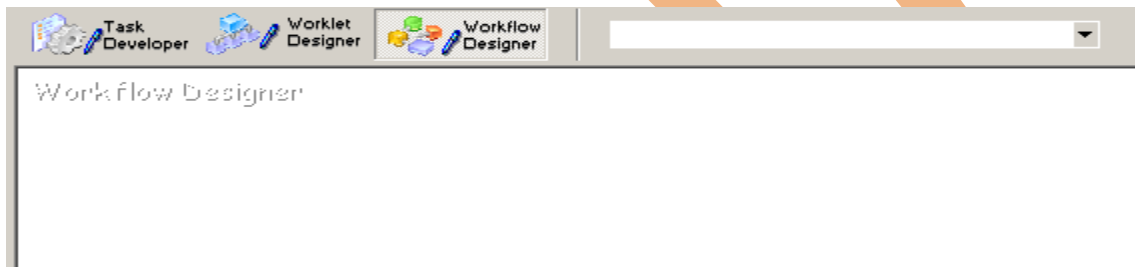 Task
Developer
Worklet
Designer
Workflow
Designer
Workflow Designer